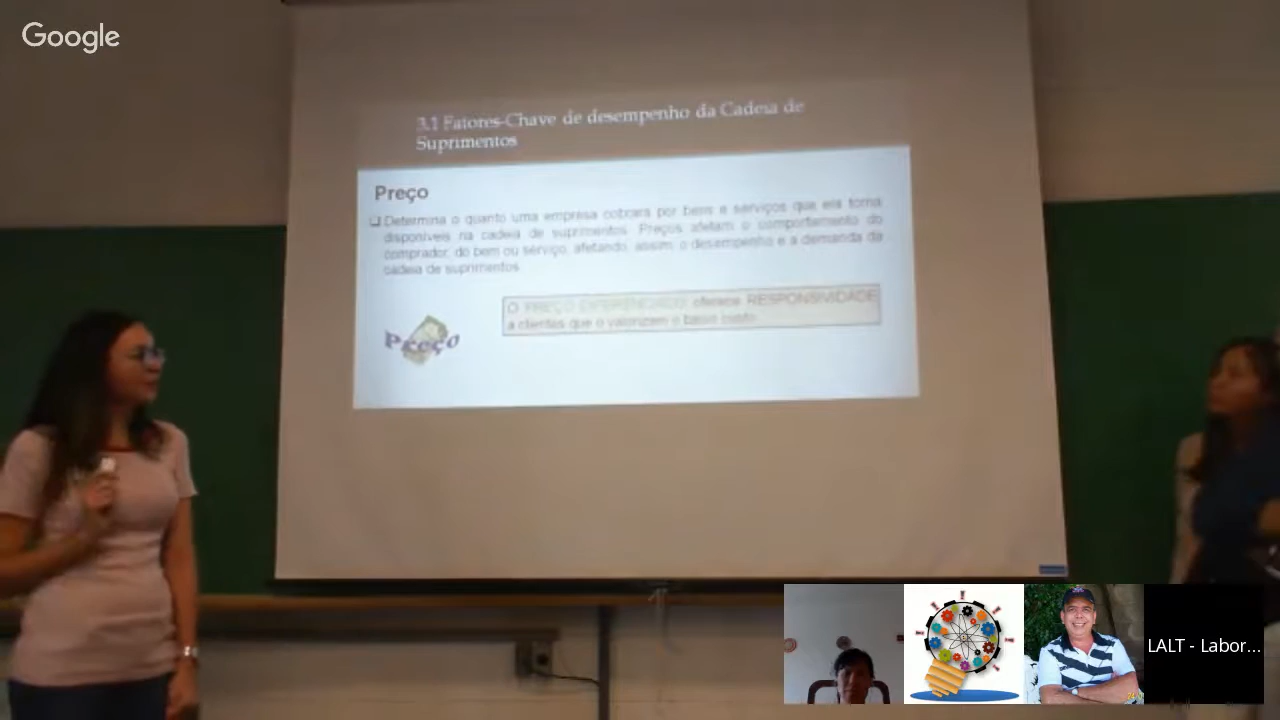 Google
3.1 Fatores-Chave de desempenho da Cadeia de
Suprimentos
Preço
Determina o quanto uma empresa cobrará por bens e serviços que ela torna
disponíveis na cadeia de suprimentos. Preços afetam o comportamento do
comprador, do bem ou serviço, afetando, assim, o desempenho e a demanda da
cadeia de suprimentos.
O PREÇO DIFERENCIADO oferece RESPONSIVIDADE
a clientes que o valorizam o baixo custo.
Preço
LALT - Labor...